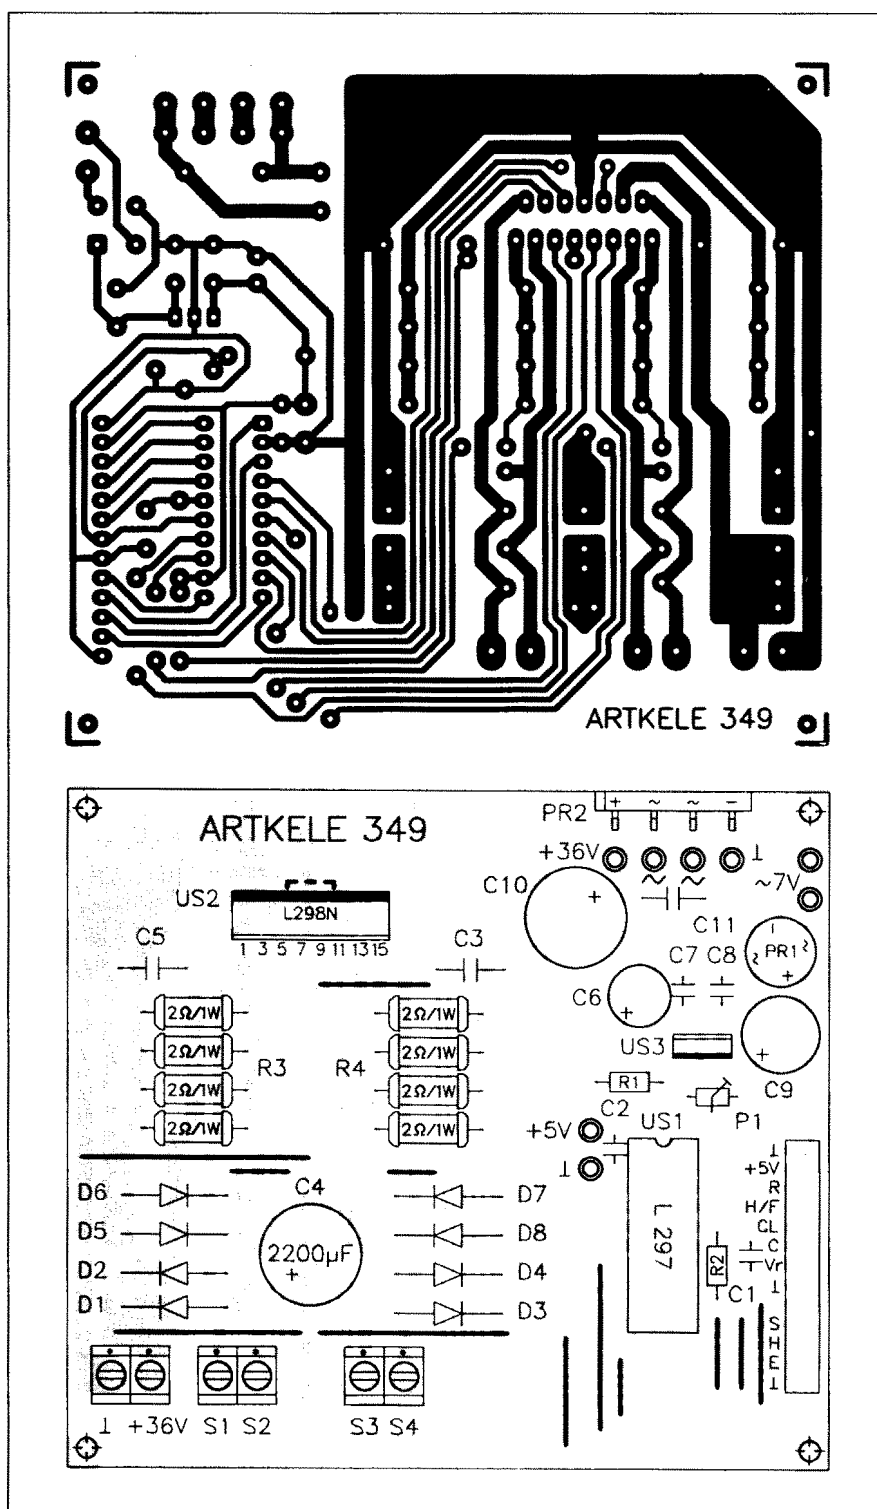 ARTKELE 349
PR2 + ~ ~ -
ARTKELE 349
+36V ~ ~ ⊥
~7V
C10 +
US2
L298N
1 3 5 7 9 11 13 15
C11
C5
C3
C7 C8
~ PR1 ~
- +
C6 +
2Ω/1W
2Ω/1W
2Ω/1W
2Ω/1W
R3
R4
2Ω/1W
2Ω/1W
2Ω/1W
2Ω/1W
US3
+ C9
R1
P1
C2
US1
+5V
⊥
L 297
D6
D5
D2
D1
C4
2200µF
+
D7
D8
D4
D3
R2
C1
⊥
+5V
R
H/F
CL
C
Vr
⊥
S
H
E
⊥
⊥ +36V S1 S2 S3 S4